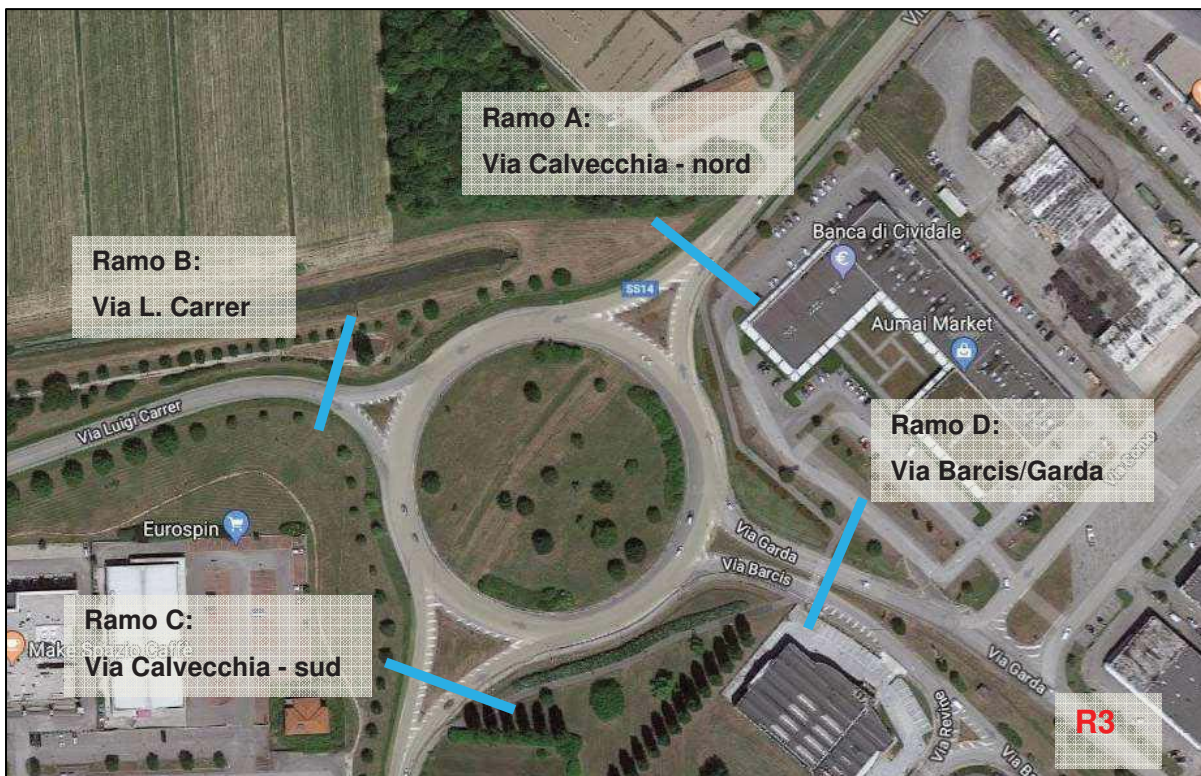 Ramo A:
Via Calvecchia - nord
Banca di Cividale
Ramo B:
Via L. Carrer
SS14
Aumai Market
Via Luigi Carrer
Ramo D:
Via Barcis/Garda
Eurospin
Via Garda
Via Barcis
Ramo C:
Make Spazio Caffè
Via Calvecchia - sud
Via Garda
Via Revine
R3